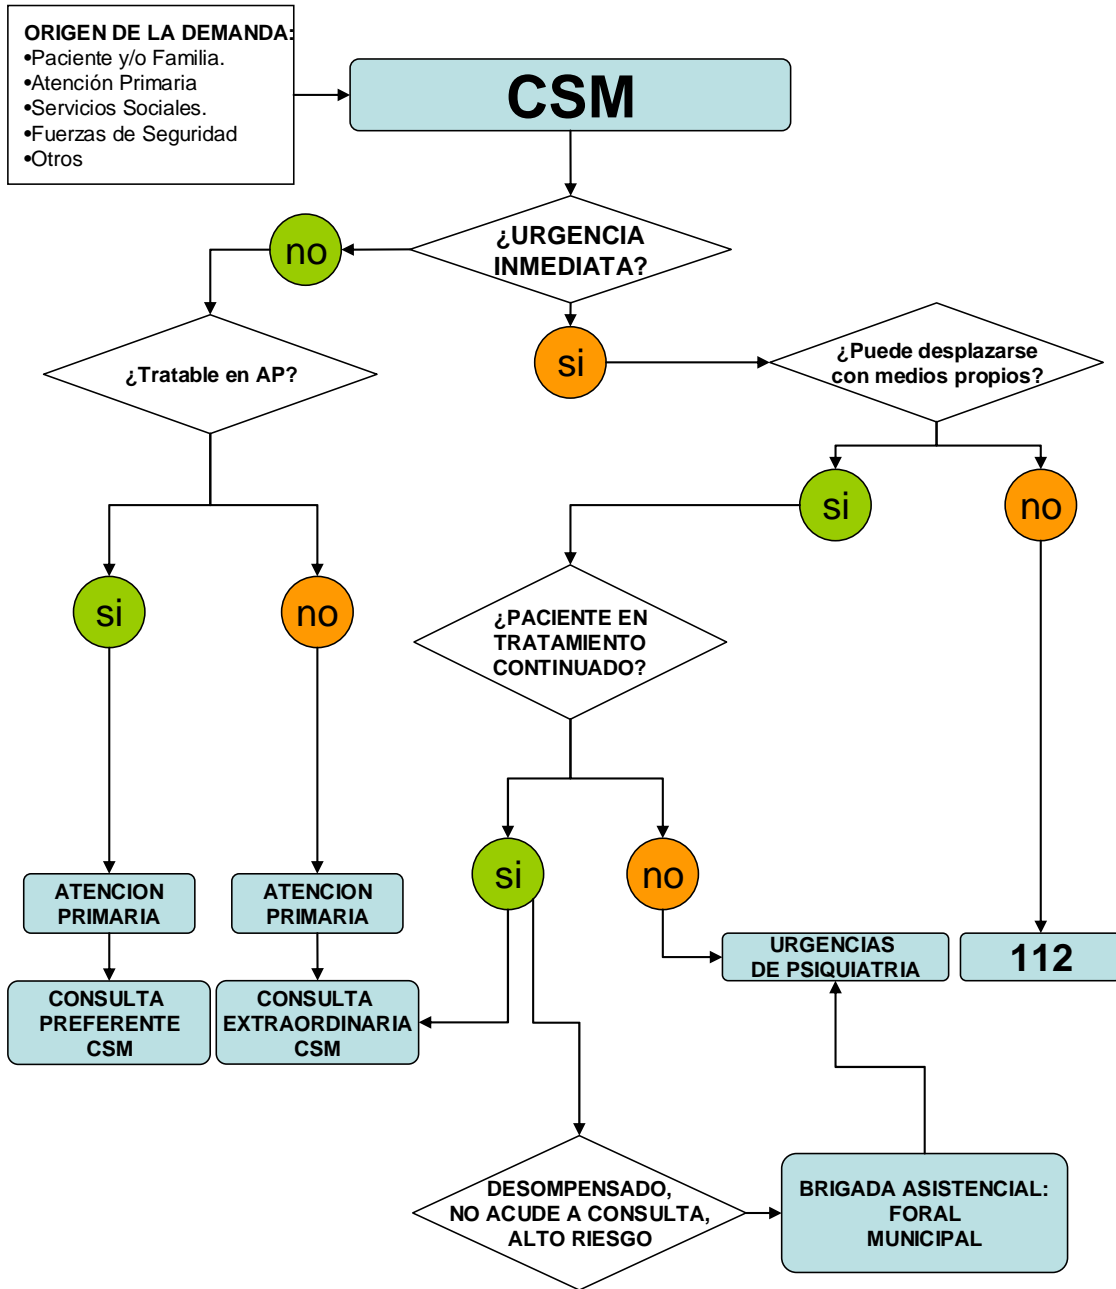 ORIGEN DE LA DEMANDA:
•Paciente y/o Familia.
•Atención Primaria
•Servicios Sociales.
•Fuerzas de Seguridad
•Otros
CSM
¿URGENCIA
INMEDIATA?
no
si
¿Tratable en AP?
¿Puede desplazarse
con medios propios?
si
no
si
no
¿PACIENTE EN
TRATAMIENTO
CONTINUADO?
si
no
ATENCION
PRIMARIA
ATENCION
PRIMARIA
URGENCIAS
DE PSIQUIATRIA
112
CONSULTA
PREFERENTE
CSM
CONSULTA
EXTRAORDINARIA
CSM
DESOMPENSADO,
NO ACUDE A CONSULTA,
ALTO RIESGO
BRIGADA ASISTENCIAL:
FORAL
MUNICIPAL